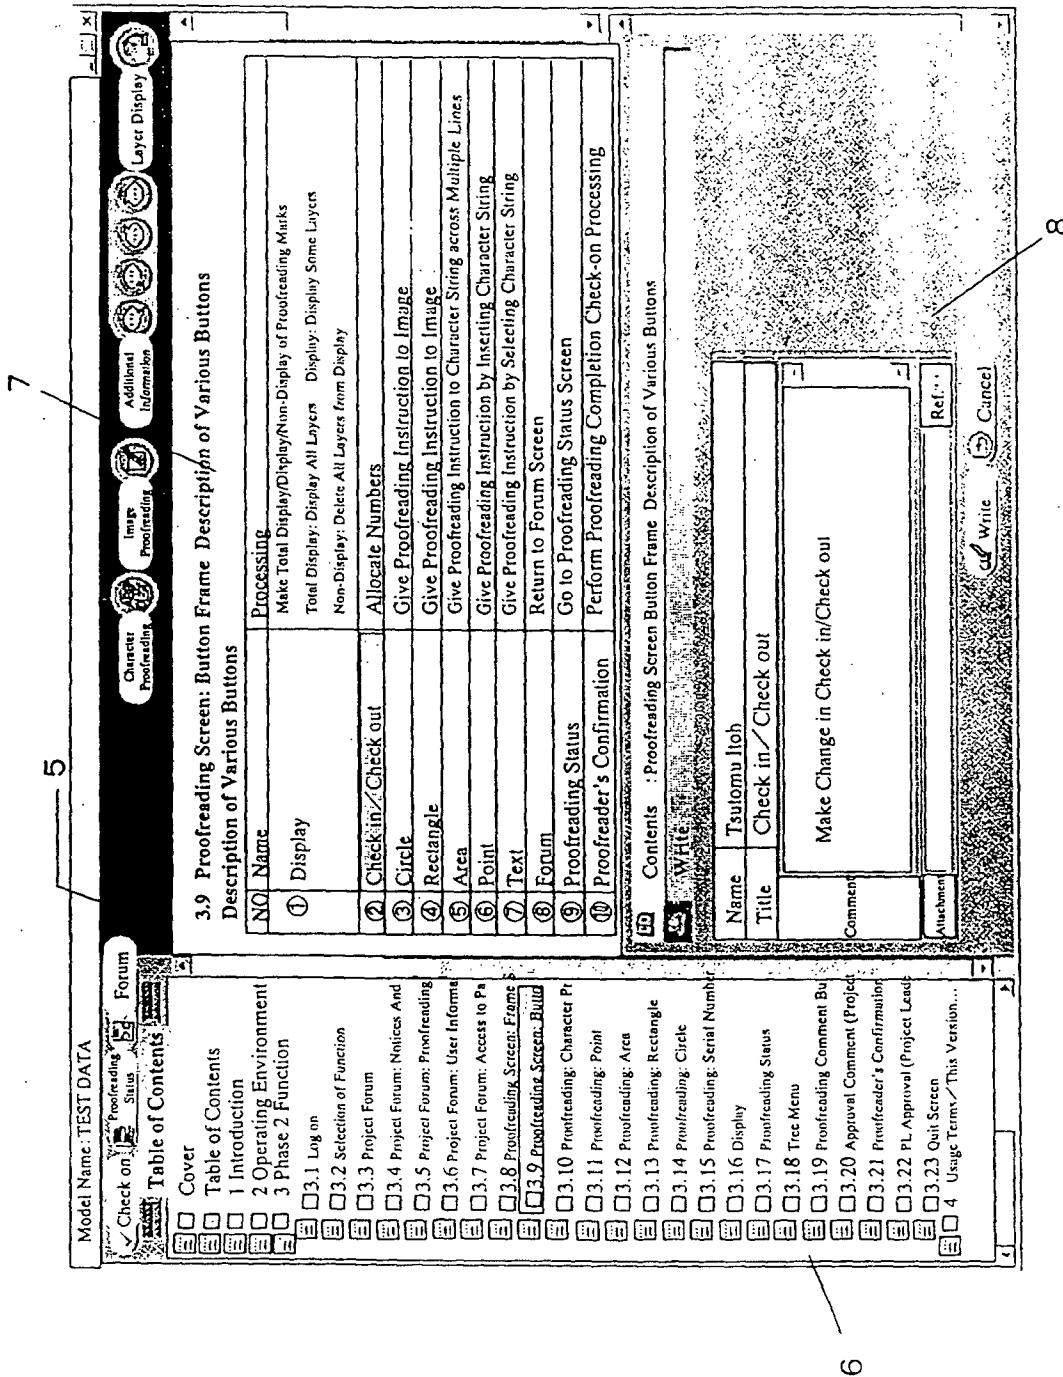 5
Model Name : TEST DATA
Check on
Proofreading
Status
Forum
Character
Proofreading
Image
Proofreading
Additional
Information
Layer Display
Table of Contents
Cover
Table of Contents
1 Introduction
2 Operating Environment
3 Phase 2 Function
3.1 Log on
3.2 Selection of Function
3.3 Project Forum
3.4 Project Forum: Notices And
3.5 Project Forum: Proofreading
3.6 Project Forum: User Informa
3.7 Project Forum: Access to Pa
3.8 Proofreading Screen: Frame S
3.9 Proofreading Screen: Button
3.10 Proofreading: Character Pr
3.11 Proofreading: Point
3.12 Proofreading: Area
3.13 Proofreading: Rectangle
3.14 Proofreading: Circle
3.15 Proofreading: Serial Number
3.16 Display
3.17 Proofreading Status
3.18 Tree Menu
3.19 Proofreading Comment Bu
3.20 Approval Comment (Project
3.21 Proofreader's Confirmation
3.22 PL Approval (Project Leade
3.23 Quit Screen
4 Usage Terms／This Version...
6
7
3.9 Proofreading Screen: Button Frame Description of Various Buttons
Description of Various Buttons
NO Name Processing
① Display Make Total Display/Display/Non-Display of Proofreading Marks
Total Display: Display All Layers Display: Display Some Layers
Non-Display: Delete All Layers from Display
② Check in／Check out Allocate Numbers
③ Circle Give Proofreading Instruction to Image
④ Rectangle Give Proofreading Instruction to Image
⑤ Area Give Proofreading Instruction to Character String across Multiple Lines
⑥ Point Give Proofreading Instruction by Inserting Character String
⑦ Text Give Proofreading Instruction by Selecting Character String
⑧ Forum Return to Forum Screen
⑨ Proofreading Status Go to Proofreading Status Screen
⑩ Proofreader's Confirmation Perform Proofreading Completion Check-on Processing
Contents : Proofreading Screen Button Frame Description of Various Buttons
Write
Name Tsutomu Itoh
Title Check in／Check out
Comment Make Change in Check in/Check out
Attachment Ref...
Write Cancel
8